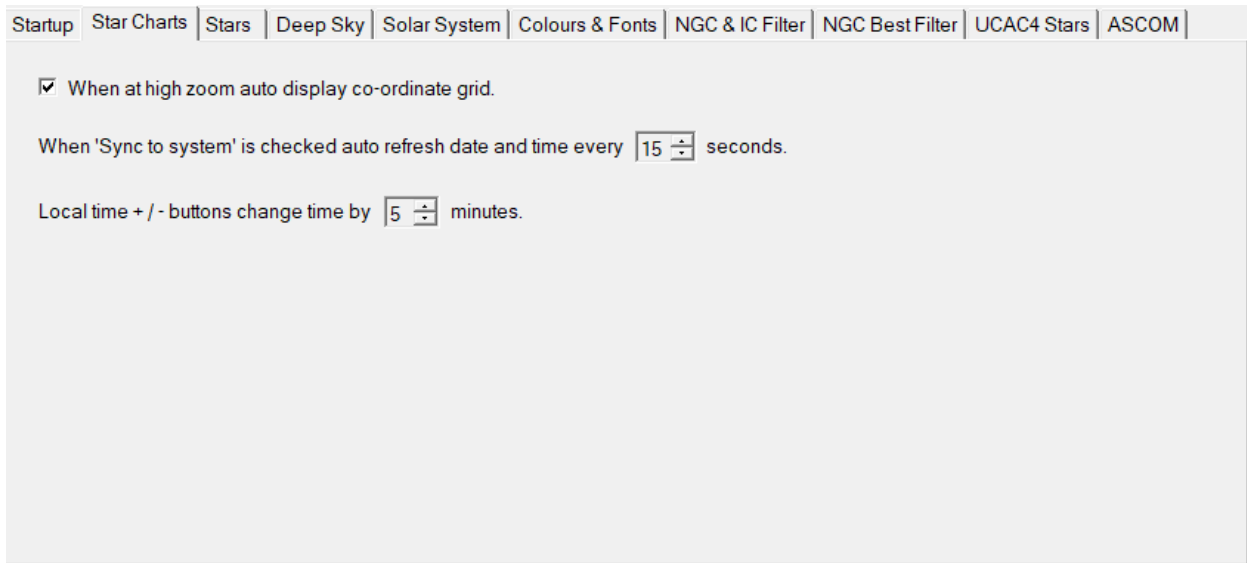 Startup Star Charts Stars Deep Sky Solar System Colours & Fonts NGC & IC Filter NGC Best Filter UCAC4 Stars ASCOM
When at high zoom auto display co-ordinate grid.
When 'Sync to system' is checked auto refresh date and time every 15 seconds.
Local time + / - buttons change time by 5 minutes.